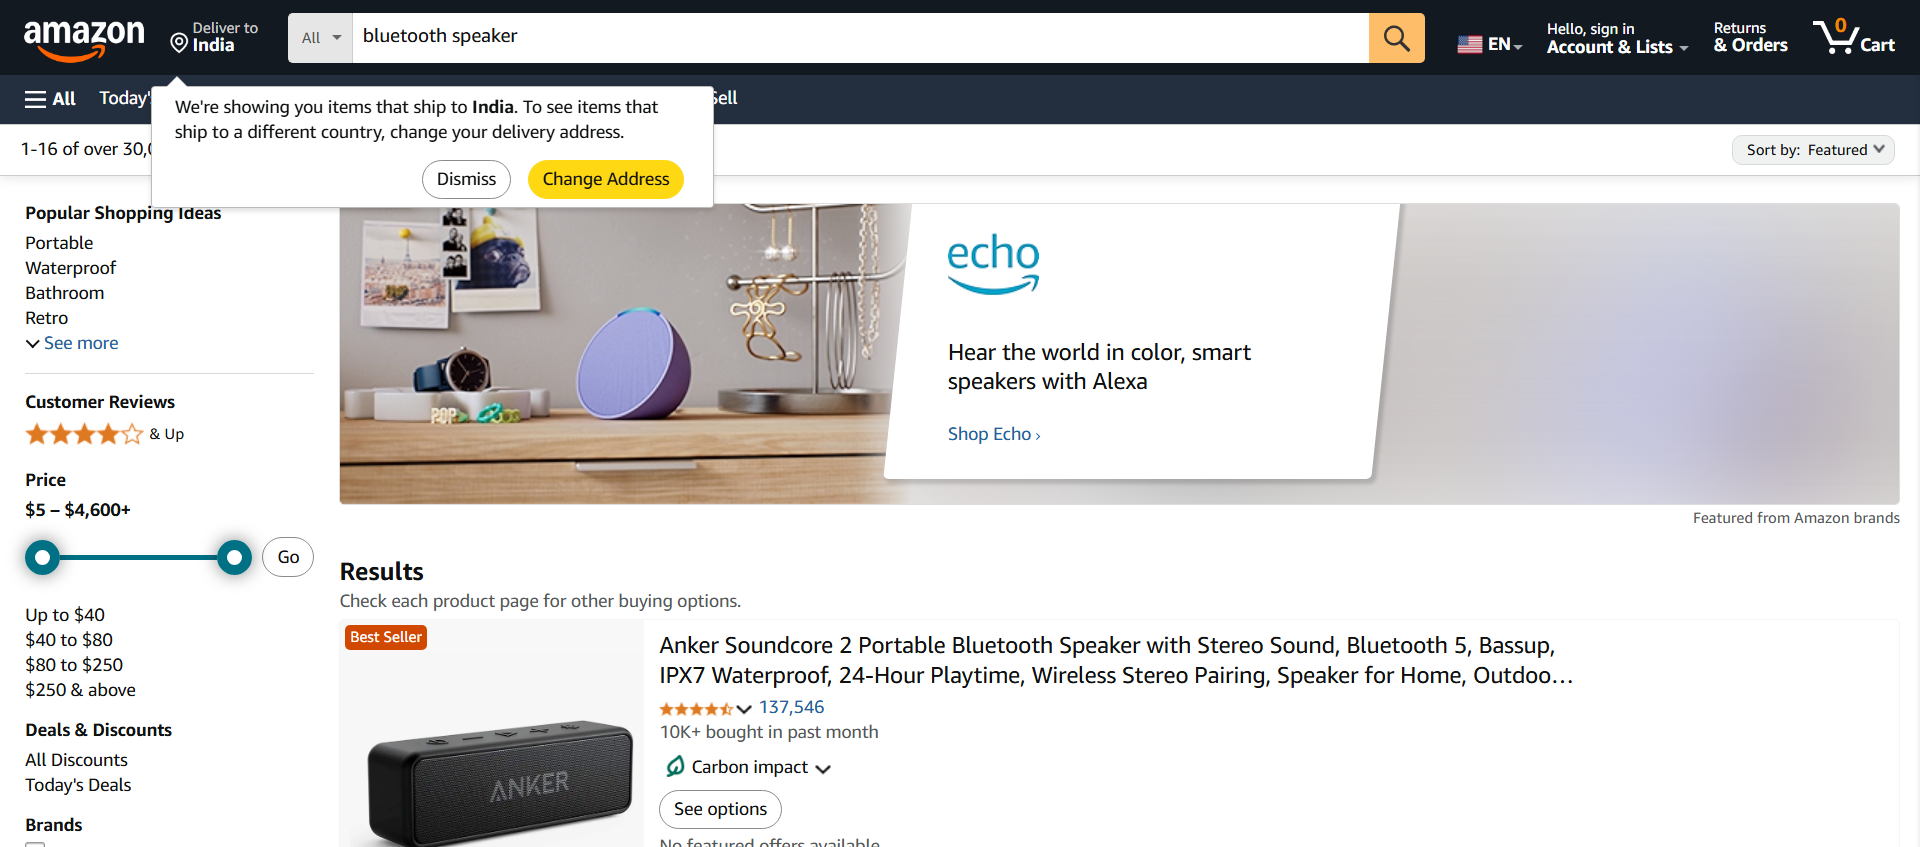 amazon
Deliver to
India
All
bluetooth speaker
EN
Hello, sign in
Account & Lists
Returns
& Orders
0
Cart
All
Today'
Sell
We're showing you items that ship to India. To see items that
ship to a different country, change your delivery address.
Dismiss
Change Address
1-16 of over 30,0
Sort by: Featured
Popular Shopping Ideas
Portable
Waterproof
Bathroom
Retro
See more
Customer Reviews
& Up
Price
$5 – $4,600+
Go
Up to $40
$40 to $80
$80 to $250
$250 & above
Deals & Discounts
All Discounts
Today's Deals
Brands
POP
echo
Hear the world in color, smart
speakers with Alexa
Shop Echo ›
Featured from Amazon brands
Results
Check each product page for other buying options.
Best Seller
ANKER
Anker Soundcore 2 Portable Bluetooth Speaker with Stereo Sound, Bluetooth 5, Bassup,
IPX7 Waterproof, 24-Hour Playtime, Wireless Stereo Pairing, Speaker for Home, Outdoo…
137,546
10K+ bought in past month
Carbon impact
See options
No featured offers available